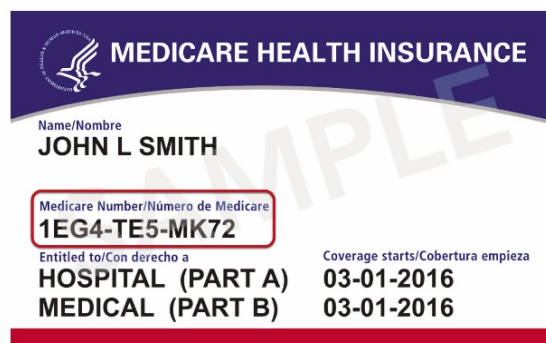 MEDICARE HEALTH INSURANCE
Name/Nombre
JOHN L SMITH
Medicare Number/Número de Medicare
1EG4-TE5-MK72
Entitled to/Con derecho a
HOSPITAL (PART A)
MEDICAL (PART B)
Coverage starts/Cobertura empieza
03-01-2016
03-01-2016
SAMPLE